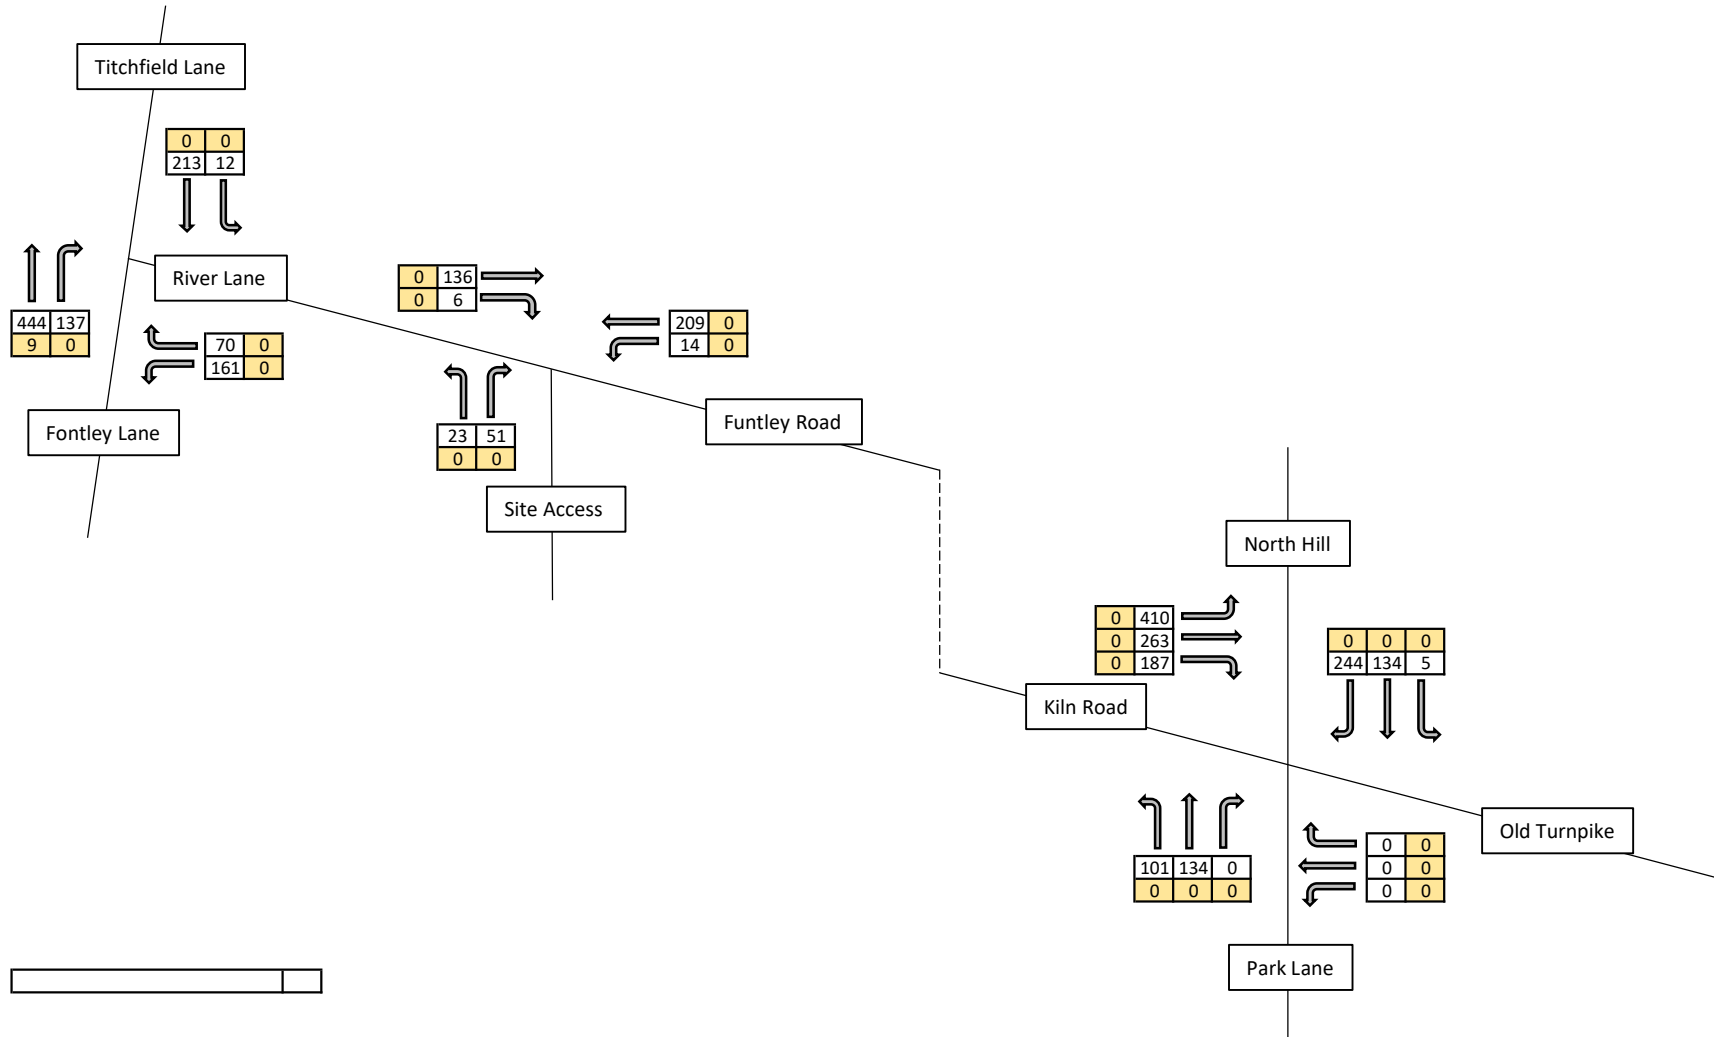 Titchfield Lane
0 0
213 12
River Lane
444 137
9 0
70 0
161 0
Fontley Lane
0 136
0 6
209 0
14 0
23 51
0 0
Funtley Road
Site Access
North Hill
0 410
0 263
0 187
0 0 0
244 134 5
Kiln Road
Old Turnpike
101 134 0
0 0 0
0 0
0 0
0 0
Park Lane